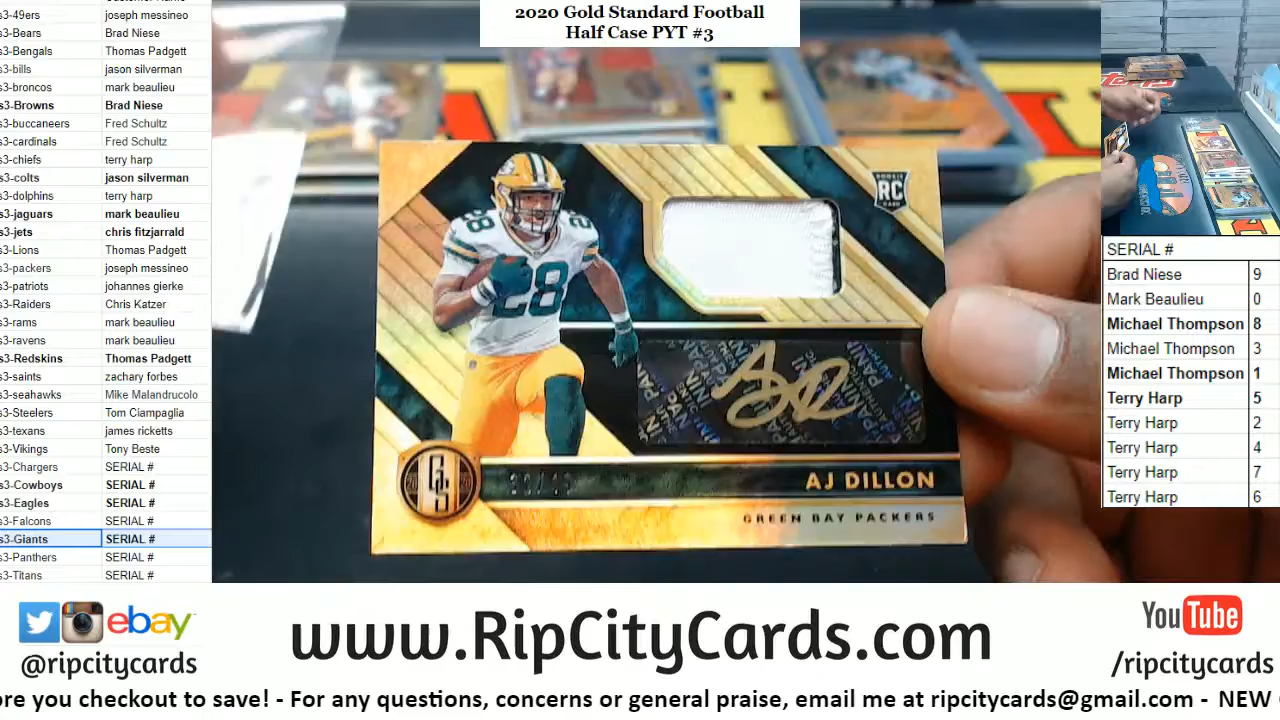 2020 Gold Standard Football
Half Case PYT #3
s3-49ers joseph messineo
s3-Bears Brad Niese
s3-Bengals Thomas Padgett
s3-bills jason silverman
s3-broncos mark beaulieu
s3-Browns Brad Niese
s3-buccaneers Fred Schultz
s3-cardinals Fred Schultz
s3-chiefs terry harp
s3-colts jason silverman
s3-dolphins terry harp
s3-jaguars mark beaulieu
s3-jets chris fitzjarrald
s3-Lions Thomas Padgett
s3-packers joseph messineo
s3-patriots johannes gierke
s3-Raiders Chris Katzer
s3-rams mark beaulieu
s3-ravens mark beaulieu
s3-Redskins Thomas Padgett
s3-saints zachary forbes
s3-seahawks Mike Malandrucolo
s3-Steelers Tom Ciampaglia
s3-texans james ricketts
s3-Vikings Tony Beste
s3-Chargers SERIAL #
s3-Cowboys SERIAL #
s3-Eagles SERIAL #
s3-Falcons SERIAL #
s3-Giants SERIAL #
s3-Panthers SERIAL #
s3-Titans SERIAL #
28
28
28
ROOKIE
RC
CARD
GS
AJ DILLON
GREEN BAY PACKERS
SERIAL #
Brad Niese 9
Mark Beaulieu 0
Michael Thompson 8
Michael Thompson 3
Michael Thompson 1
Terry Harp 5
Terry Harp 2
Terry Harp 4
Terry Harp 7
Terry Harp 6
ebay
@ripcitycards
www.RipCityCards.com
YouTube
/ripcitycards
ore you checkout to save! - For any questions, concerns or general praise, email me at ripcitycards@gmail.com - NEW